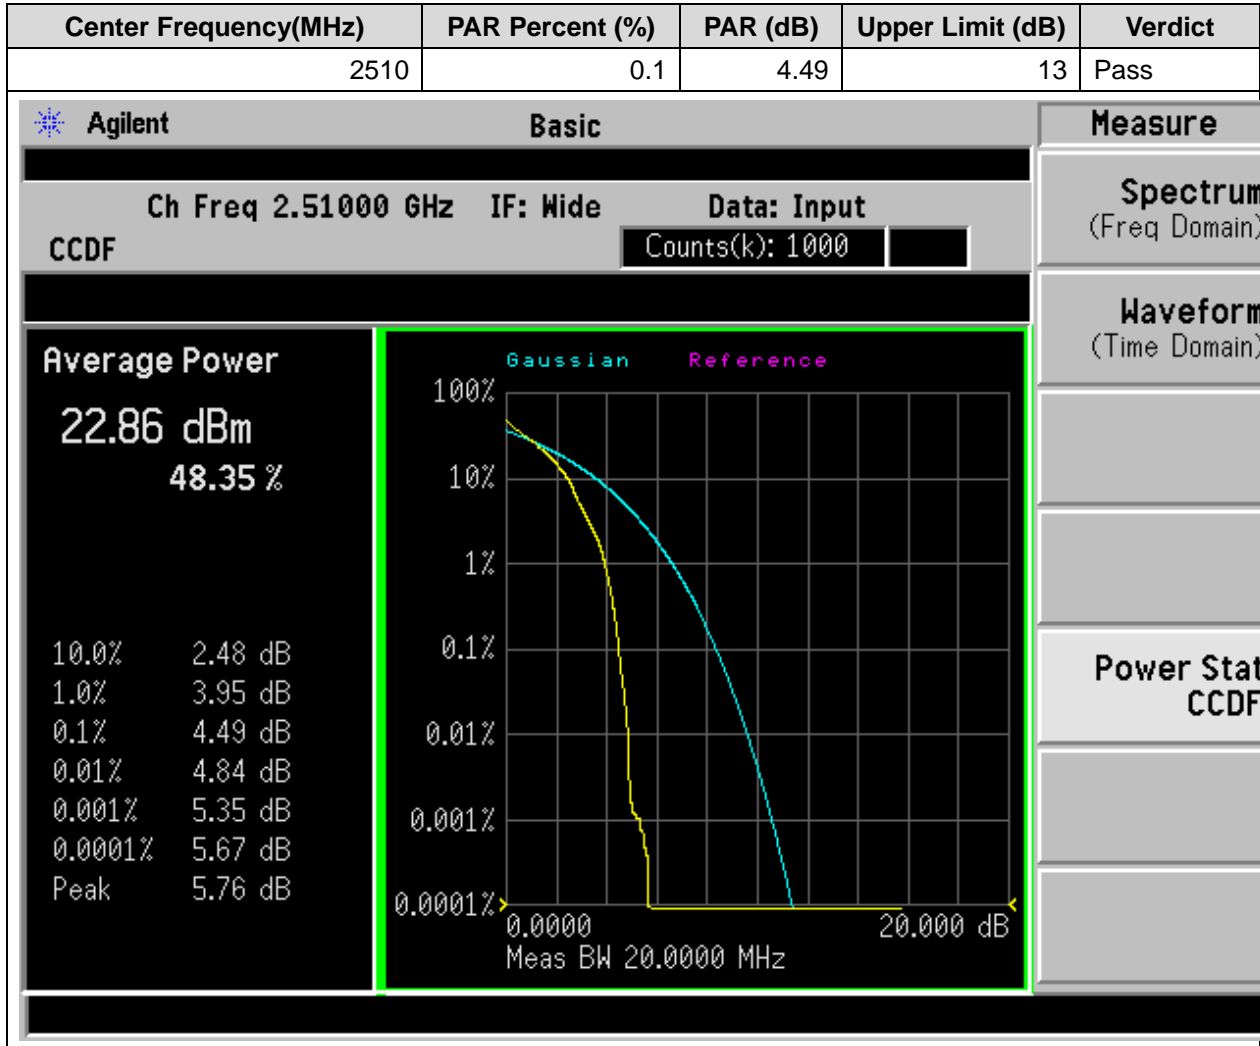 Center Frequency(MHz) PAR Percent (%) PAR (dB) Upper Limit (dB) Verdict
2510 0.1 4.49 13 Pass
Agilent Basic Measure
Ch Freq 2.51000 GHz IF: Wide Data: Input
CCDF Counts(k): 1000
Average Power
22.86 dBm
48.35 %
10.0% 2.48 dB
1.0% 3.95 dB
0.1% 4.49 dB
0.01% 4.84 dB
0.001% 5.35 dB
0.0001% 5.67 dB
Peak 5.76 dB
Gaussian Reference
100%
10%
1%
0.1%
0.01%
0.001%
0.0001%
0.0000 20.000 dB
Meas BW 20.0000 MHz
Spectrum
(Freq Domain)
Waveform
(Time Domain)
Power Stat
CCDF